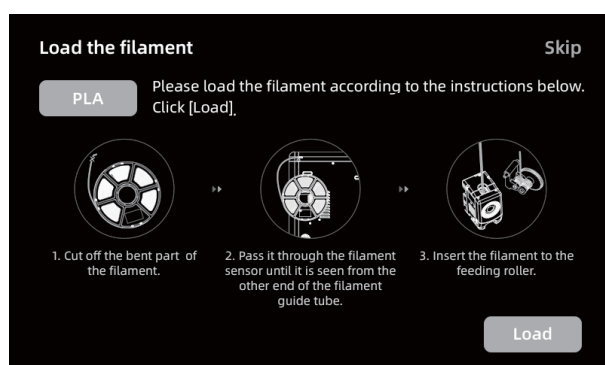 Load the filament
Skip
PLA
Please load the filament according to the instructions below.
Click [Load].
1. Cut off the bent part of
the filament.
2. Pass it through the filament
sensor until it is seen from the
other end of the filament
guide tube.
3. Insert the filament to the
feeding roller.
Load